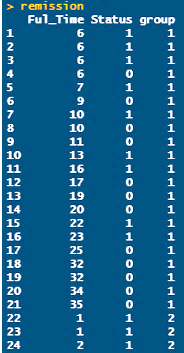 > remission
Ful_Time Status group
1 6 1 1
2 6 1 1
3 6 1 1
4 6 0 1
5 7 1 1
6 9 0 1
7 10 1 1
8 10 0 1
9 11 0 1
10 13 1 1
11 16 1 1
12 17 0 1
13 19 0 1
14 20 0 1
15 22 1 1
16 23 1 1
17 25 0 1
18 32 0 1
19 32 0 1
20 34 0 1
21 35 0 1
22 1 1 2
23 1 1 2
24 2 1 2